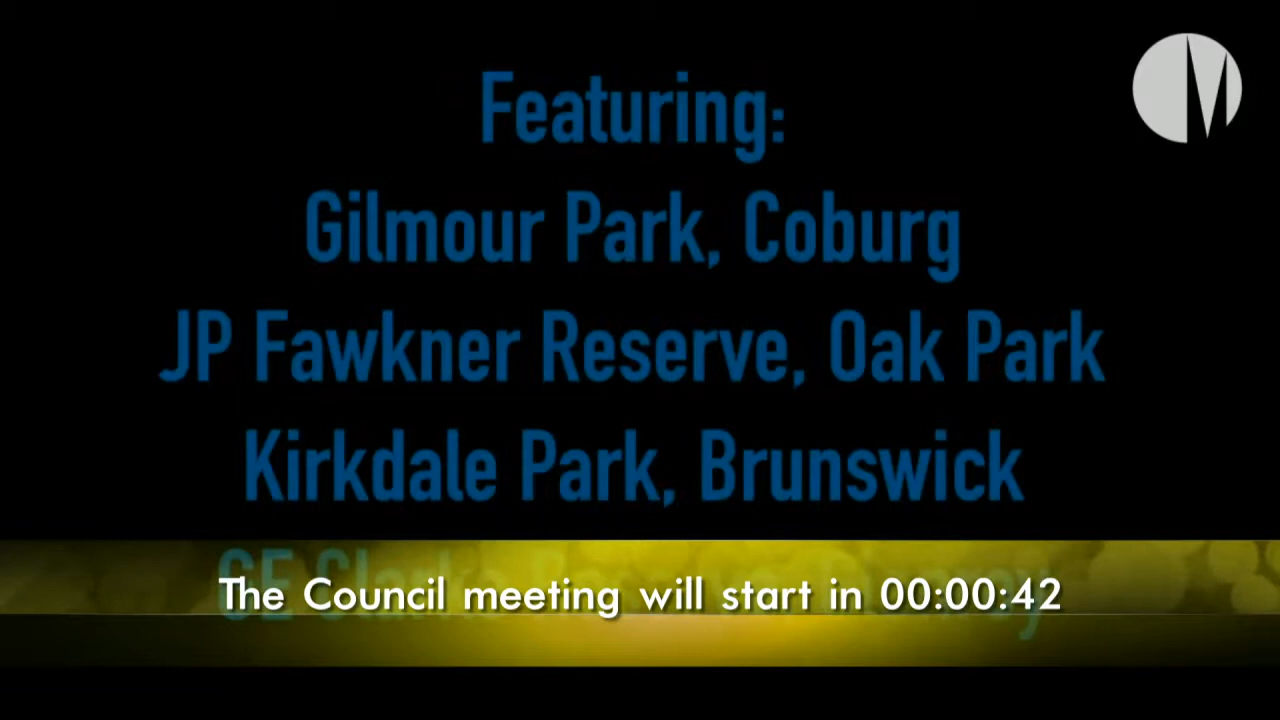 Featuring:
Gilmour Park, Coburg
JP Fawkner Reserve, Oak Park
Kirkdale Park, Brunswick
The Council meeting will start in 00:00:42